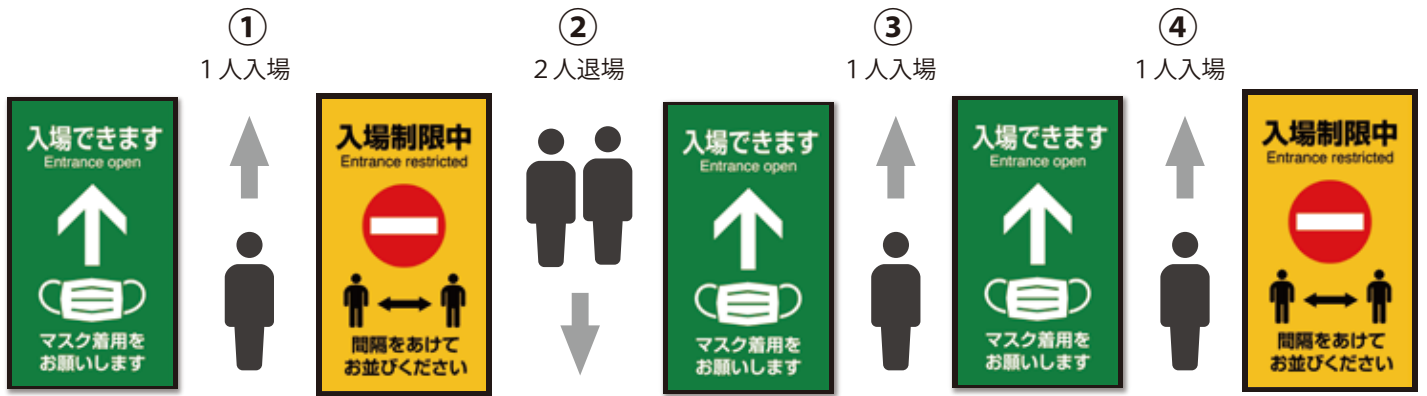 ①
1人入場
②
2人退場
③
1人入場
④
1人入場
入場できます
Entrance open
マスク着用を
お願いします
入場制限中
Entrance restricted
間隔をあけて
お並びください
入場できます
Entrance open
マスク着用を
お願いします
入場できます
Entrance open
マスク着用を
お願いします
入場制限中
Entrance restricted
間隔をあけて
お並びください